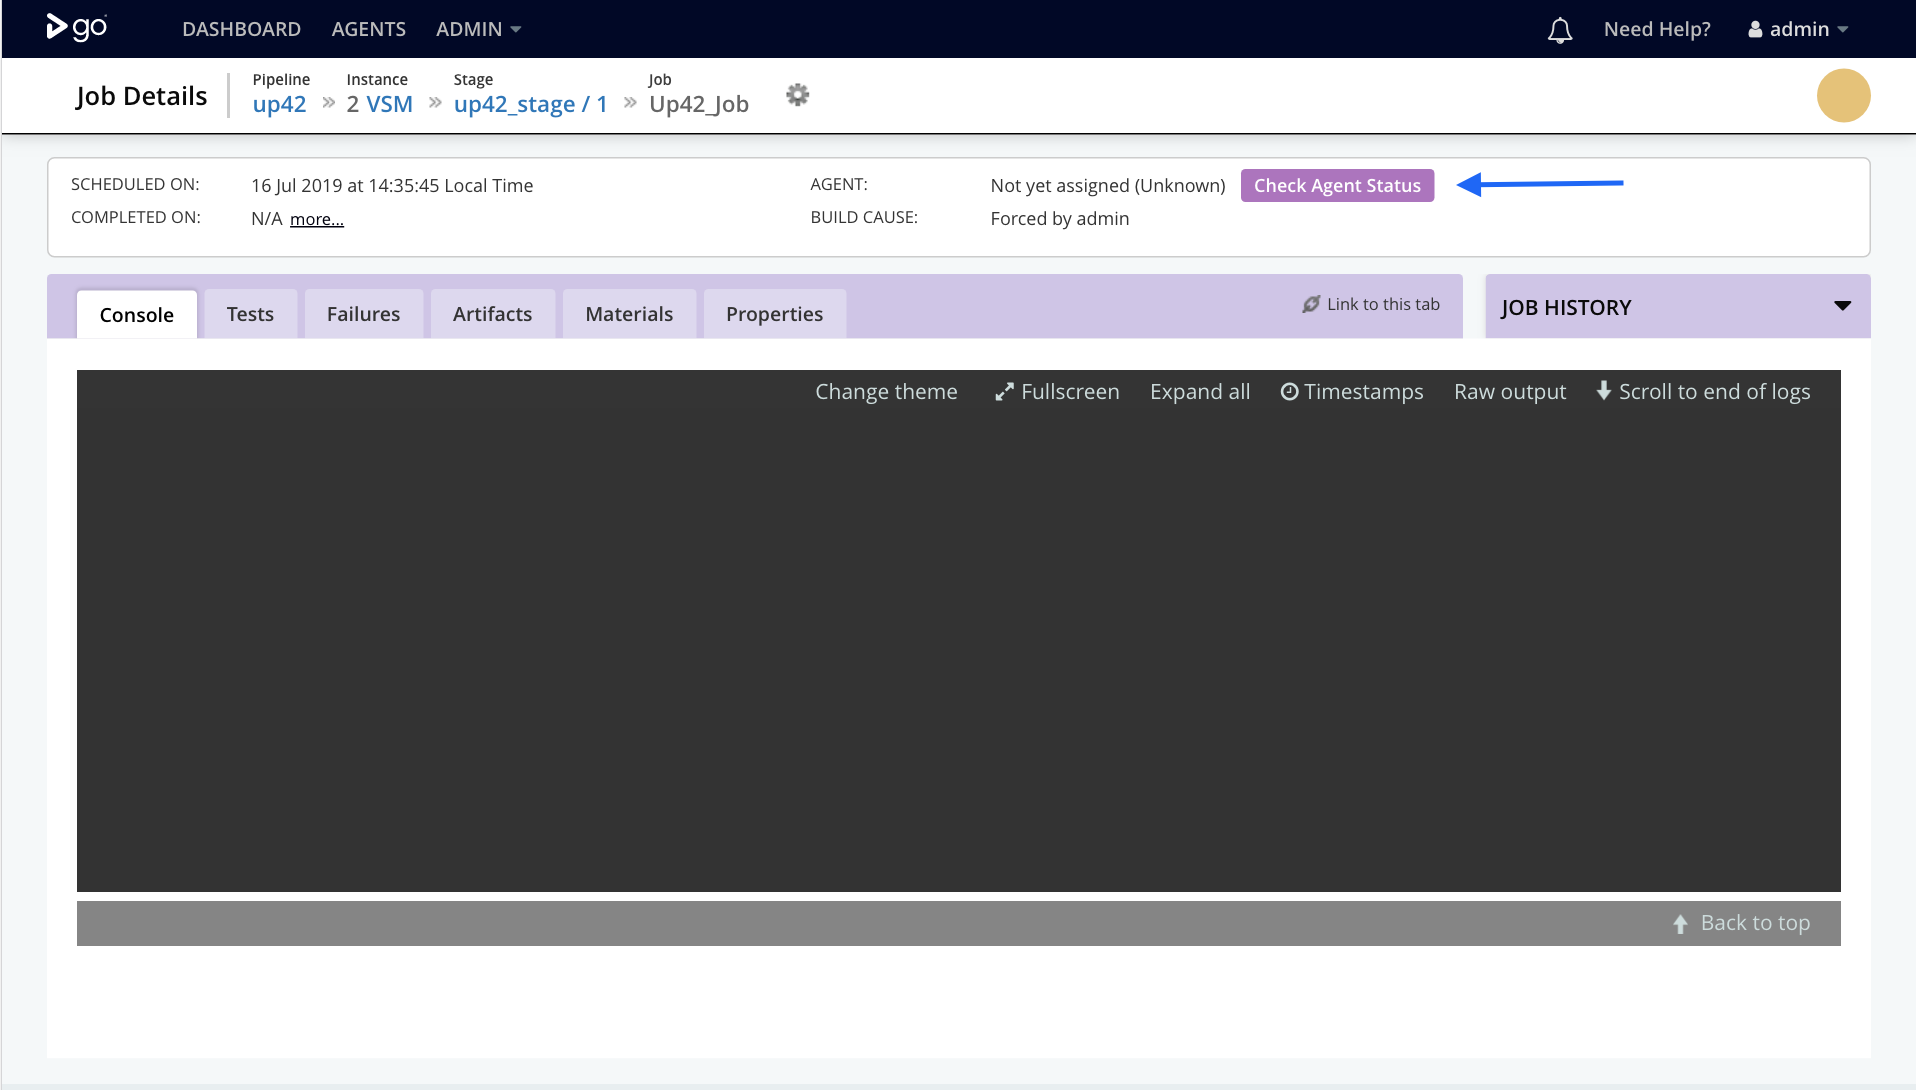 go DASHBOARD AGENTS ADMIN Need Help? admin
Job Details
Pipeline Instance Stage Job
up42 » 2 VSM » up42_stage / 1 » Up42_Job
SCHEDULED ON: 16 Jul 2019 at 14:35:45 Local Time AGENT: Not yet assigned (Unknown) Check Agent Status
COMPLETED ON: N/A more... BUILD CAUSE: Forced by admin
Console Tests Failures Artifacts Materials Properties Link to this tab JOB HISTORY
Change theme Fullscreen Expand all Timestamps Raw output Scroll to end of logs
Back to top